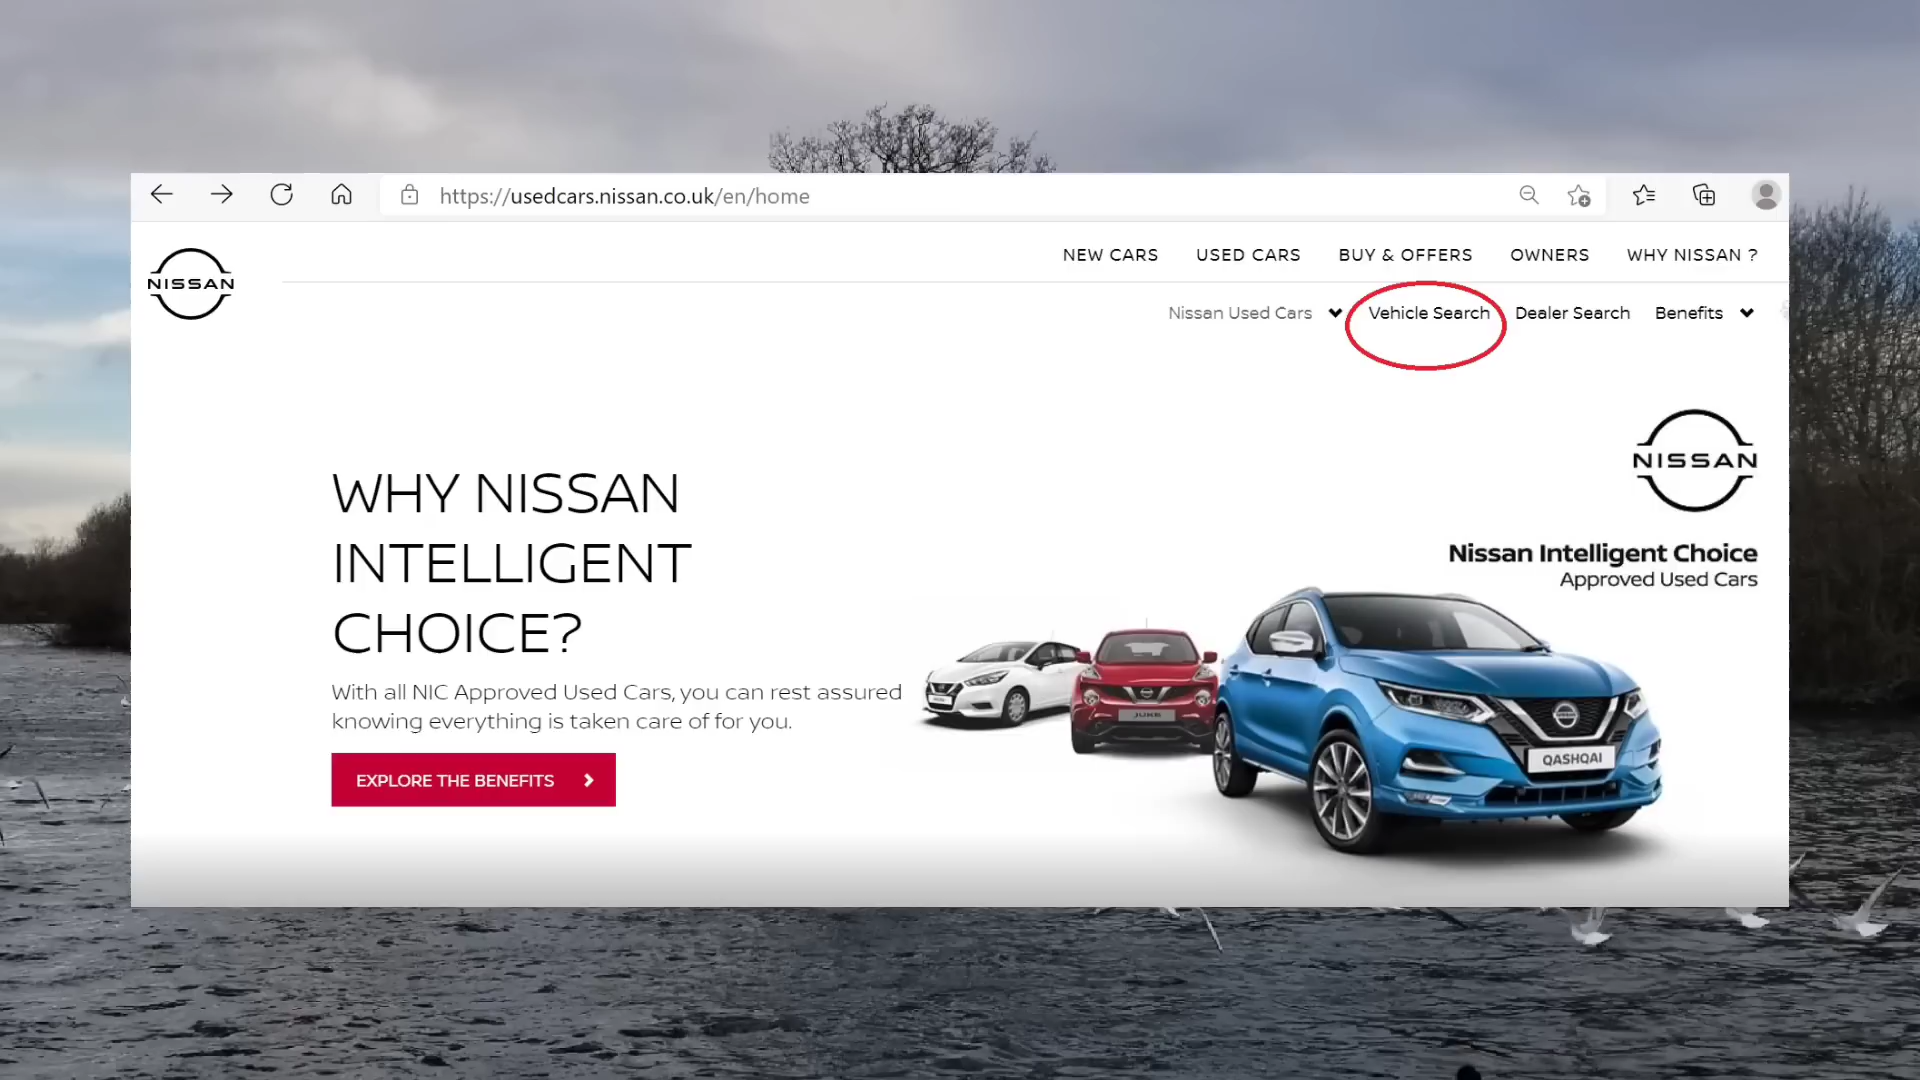 https://usedcars.nissan.co.uk/en/home
NEW CARS USED CARS BUY & OFFERS OWNERS WHY NISSAN ?
NISSAN
Nissan Used Cars Vehicle Search Dealer Search Benefits
NISSAN
Nissan Intelligent Choice
Approved Used Cars
WHY NISSAN
INTELLIGENT
CHOICE?
With all NIC Approved Used Cars, you can rest assured
knowing everything is taken care of for you.
EXPLORE THE BENEFITS
JUKE
QASHQAI